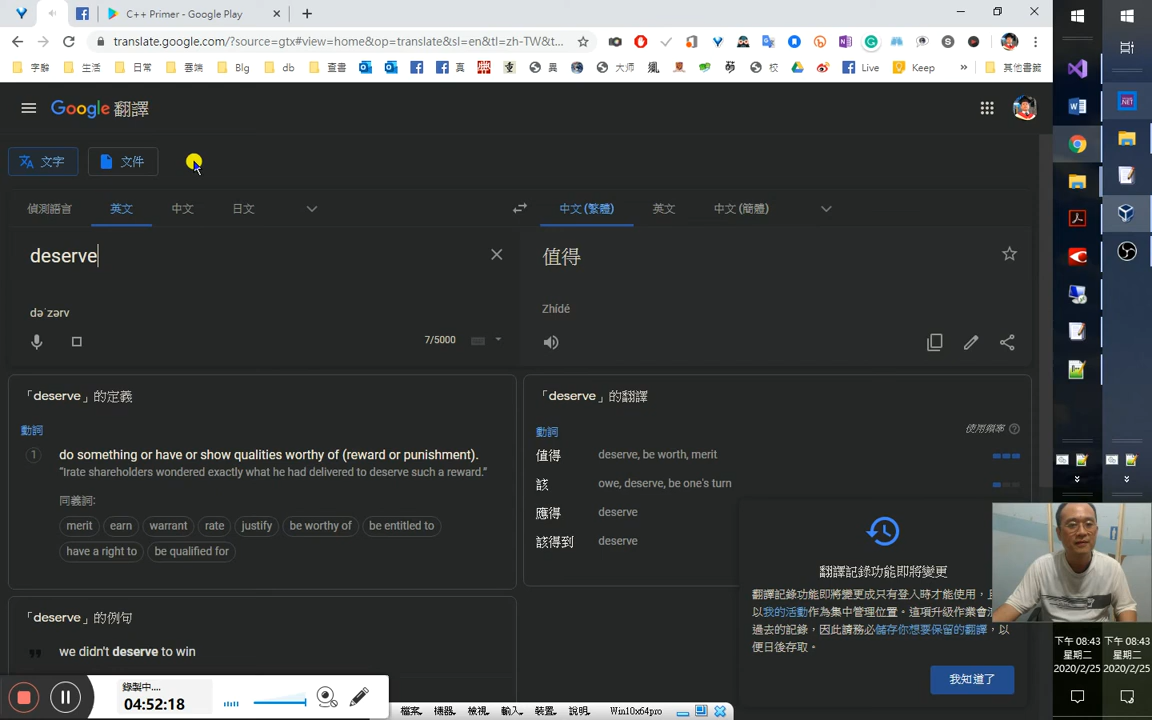 C++ Primer - Google Play
translate.google.com/?source=gtx#view=home&op=translate&sl=en&tl=zh-TW&t...
字辭 生活 日常 雲端 Blg db 查書 真 異 大师 校 Live Keep » 其他書籤
Google 翻譯
文字 文件
偵測語言 英文 中文 日文 中文 (繁體) 英文 中文 (簡體)
deserve 值得
dəˈzərv Zhídé
7/5000
「deserve」的定義
動詞
1 do something or have or show qualities worthy of (reward or punishment).
“Irate shareholders wondered exactly what he had delivered to deserve such a reward.”
同義詞:
merit earn warrant rate justify be worthy of be entitled to
have a right to be qualified for
「deserve」的例句
we didn't deserve to win
「deserve」的翻譯
動詞 使用頻率
值得 deserve, be worth, merit
該 owe, deserve, be one's turn
應得 deserve
該得到 deserve
翻譯記錄功能即將變更
翻譯記錄功能即將變更成只有登入時才能使用，且
以我的活動作為集中管理位置。這項升級作業會
過去的記錄，因此請務必儲存你想要保留的翻譯，以
便日後存取。
我知道了
錄製中....
04:52:18
檔案 機器 檢視 輸入 裝置 說明 Win10x64pro
下午 08:43 下午 08:43
星期二 星期二
2020/2/25 2020/2/25